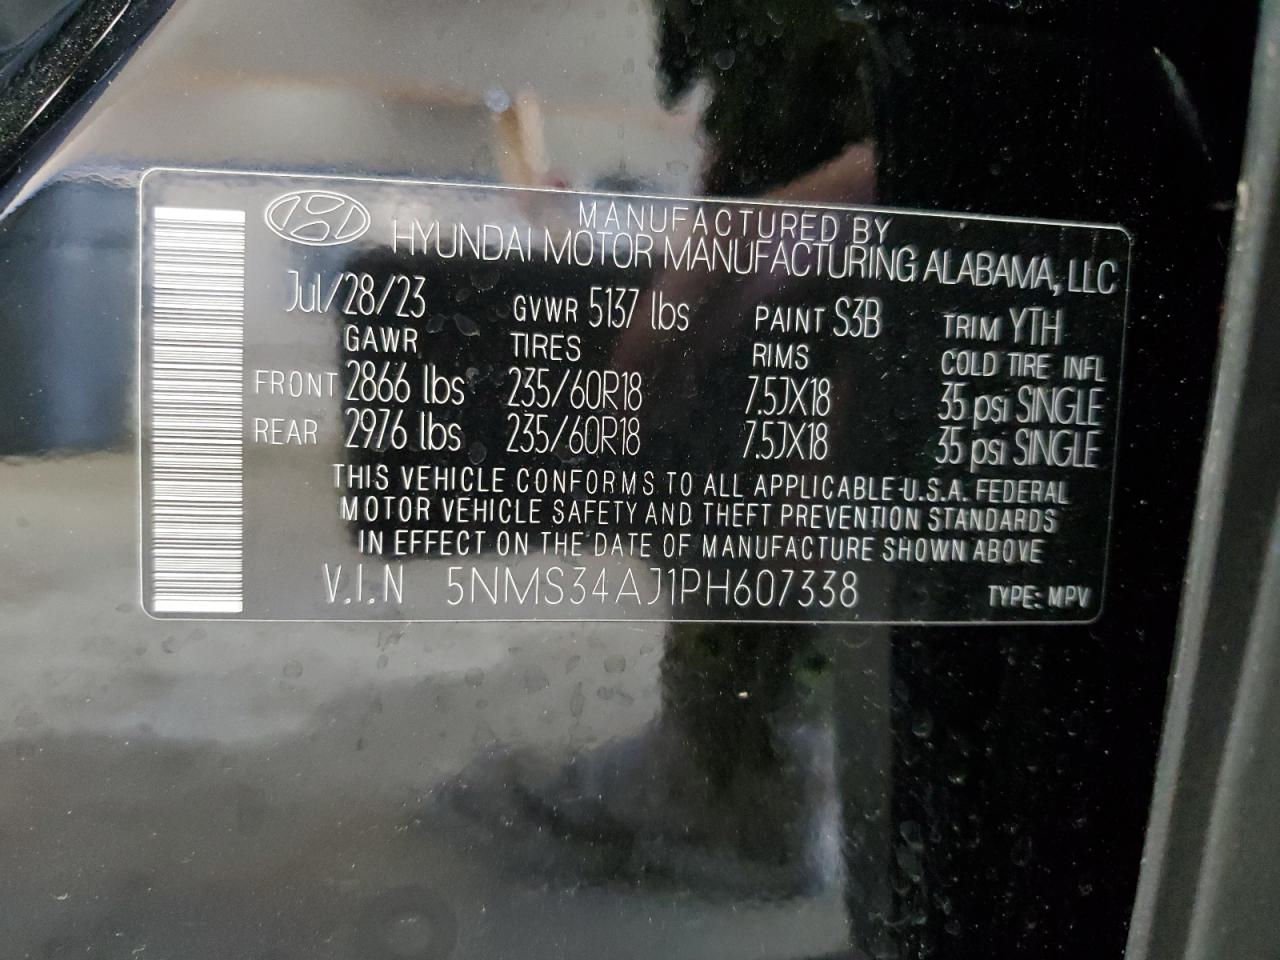 MANUFACTURED BY
HYUNDAI MOTOR MANUFACTURING ALABAMA, LLC
Jul/28/23 GVWR 5137 lbs PAINT S3B TRIM YTH
GAWR TIRES RIMS COLD TIRE INFL
FRONT 2866 lbs 235/60R18 7.5JX18 35 psi SINGLE
REAR 2976 lbs 235/60R18 7.5JX18 35 psi SINGLE
THIS VEHICLE CONFORMS TO ALL APPLICABLE U.S.A. FEDERAL
MOTOR VEHICLE SAFETY AND THEFT PREVENTION STANDARDS
IN EFFECT ON THE DATE OF MANUFACTURE SHOWN ABOVE
V.I.N 5NMS34AJ1PH607338 TYPE: MPV